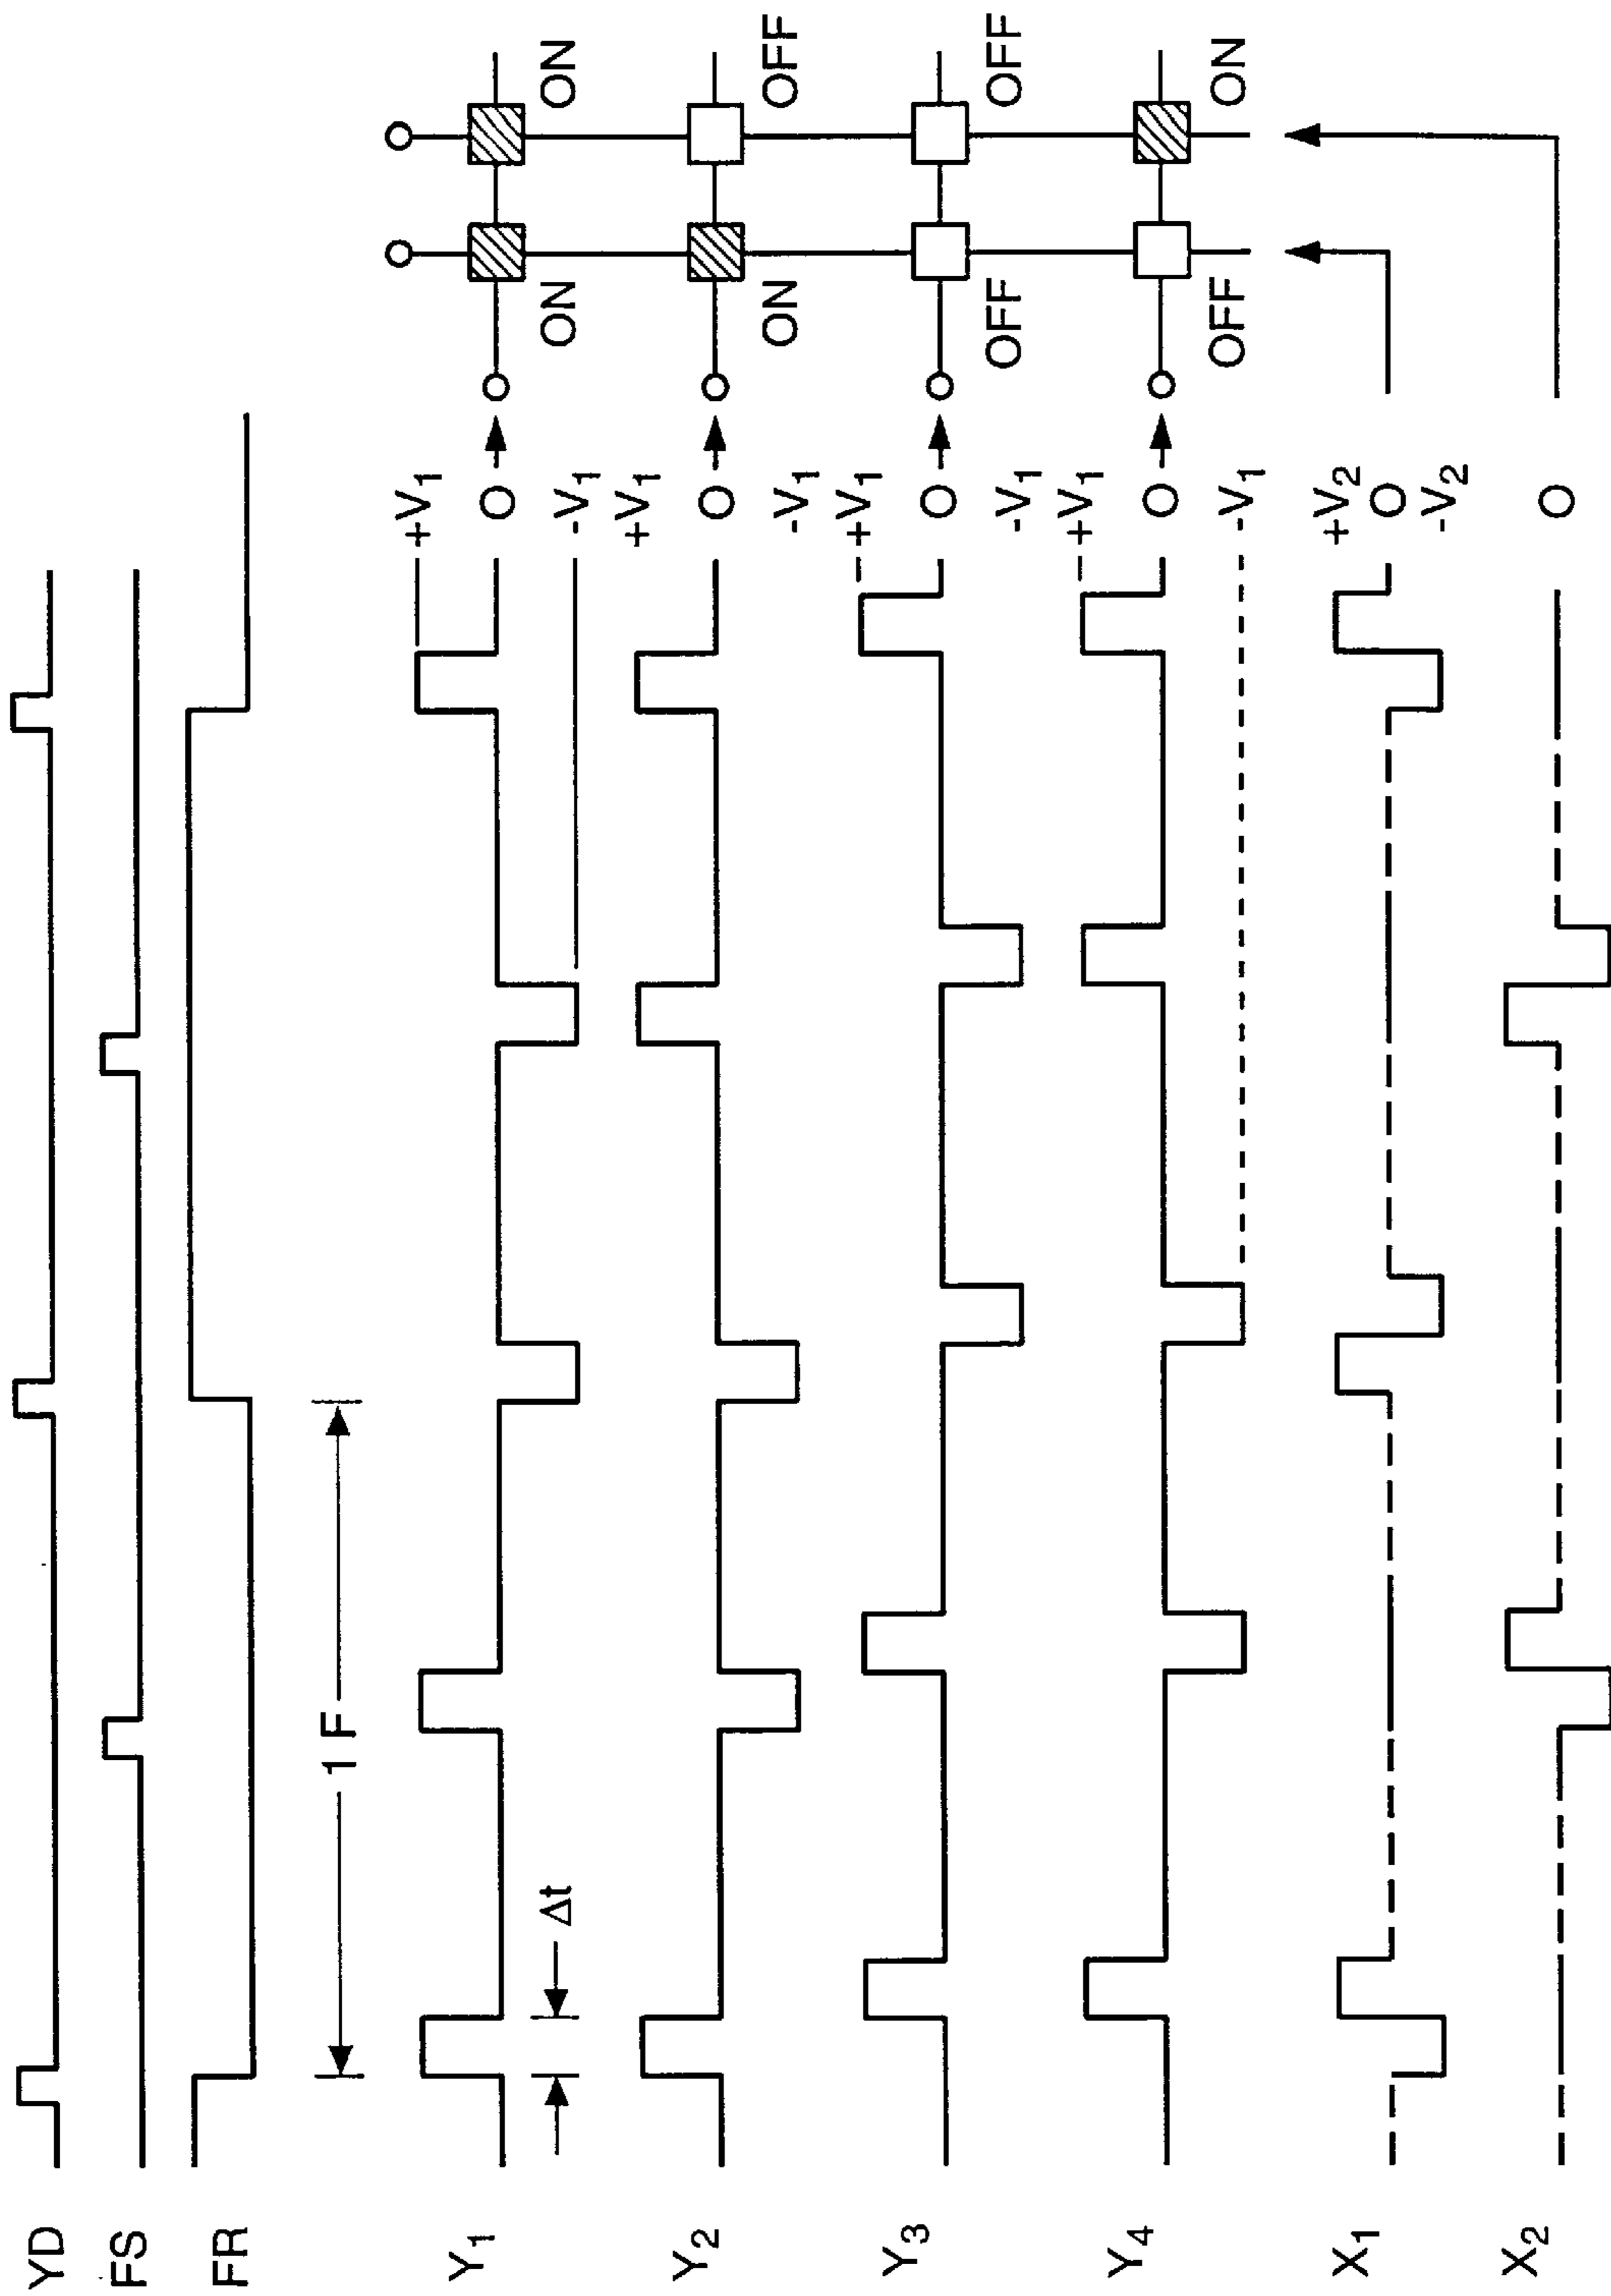 YD
FS
FR
1 F
Y1
Δt
+V1
O
-V1
ON
ON
Y2
+V1
O
-V1
ON
OFF
Y3
+V1
O
-V1
OFF
OFF
Y4
+V1
O
-V1
OFF
ON
X1
+V2
O
-V2
X2
O